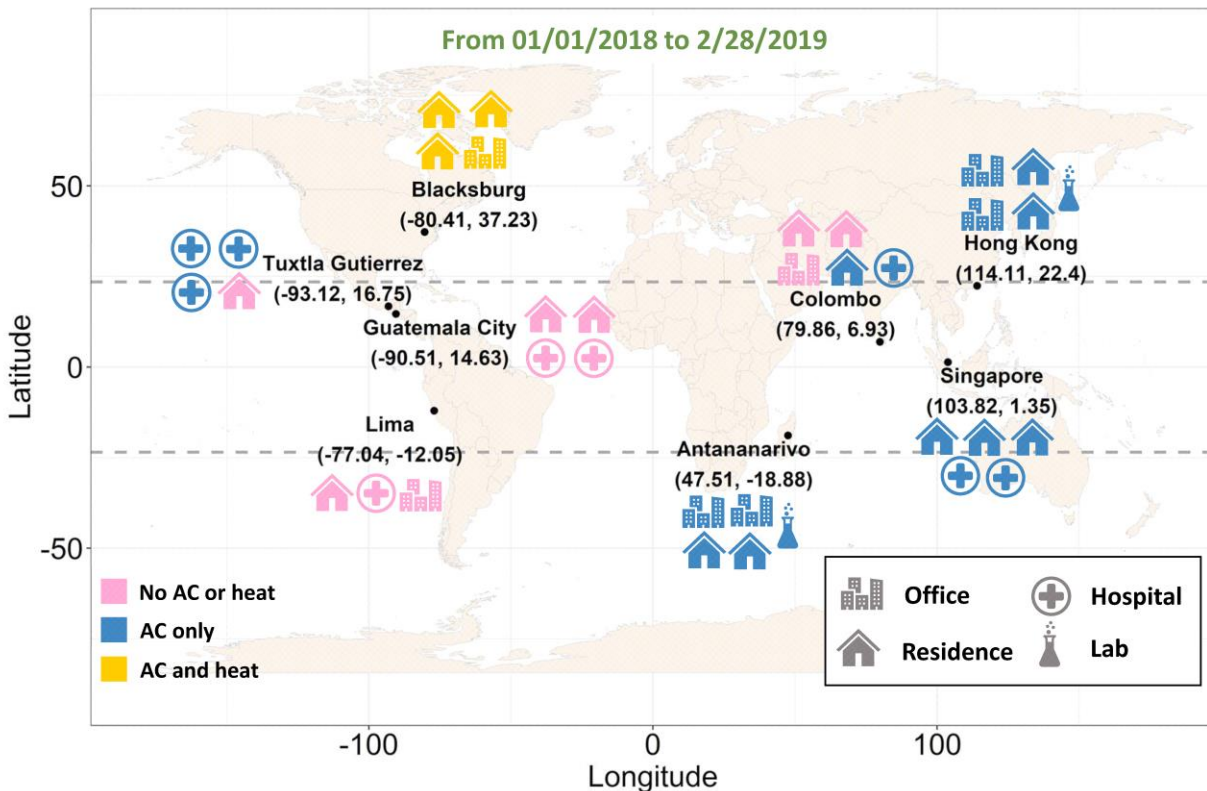 From 01/01/2018 to 2/28/2019
Latitude
50
0
-50
Blacksburg
(-80.41, 37.23)
Tuxtla Gutierrez
(-93.12, 16.75)
Guatemala City
(-90.51, 14.63)
Lima
(-77.04, -12.05)
Hong Kong
(114.11, 22.4)
Colombo
(79.86, 6.93)
Singapore
(103.82, 1.35)
Antananarivo
(47.51, -18.88)
No AC or heat
AC only
AC and heat
Office
Hospital
Residence
Lab
-100
0
100
Longitude